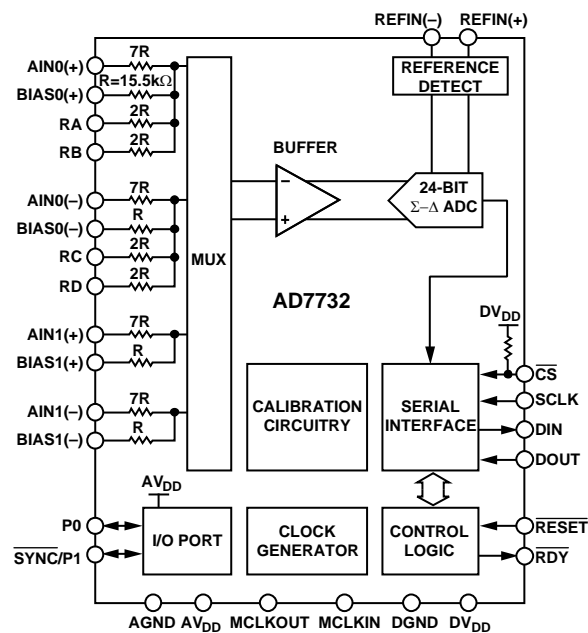 REFIN(–) REFIN(+)
REFERENCE
DETECT
AIN0(+) 7R
R=15.5kΩ
BIAS0(+)
RA 2R
RB 2R
BUFFER
24-BIT
Σ–Δ ADC
AIN0(–) 7R
BIAS0(–) R
RC 2R
RD 2R
MUX
AD7732
AIN1(+) 7R
BIAS1(+) R
DVDD
AIN1(–) 7R
BIAS1(–) R
CALIBRATION
CIRCUITRY
SERIAL
INTERFACE
CS
SCLK
DIN
DOUT
AVDD
P0
SYNC/P1
I/O PORT
CLOCK
GENERATOR
CONTROL
LOGIC
RESET
RDY
AGND AVDD MCLKOUT MCLKIN DGND DVDD